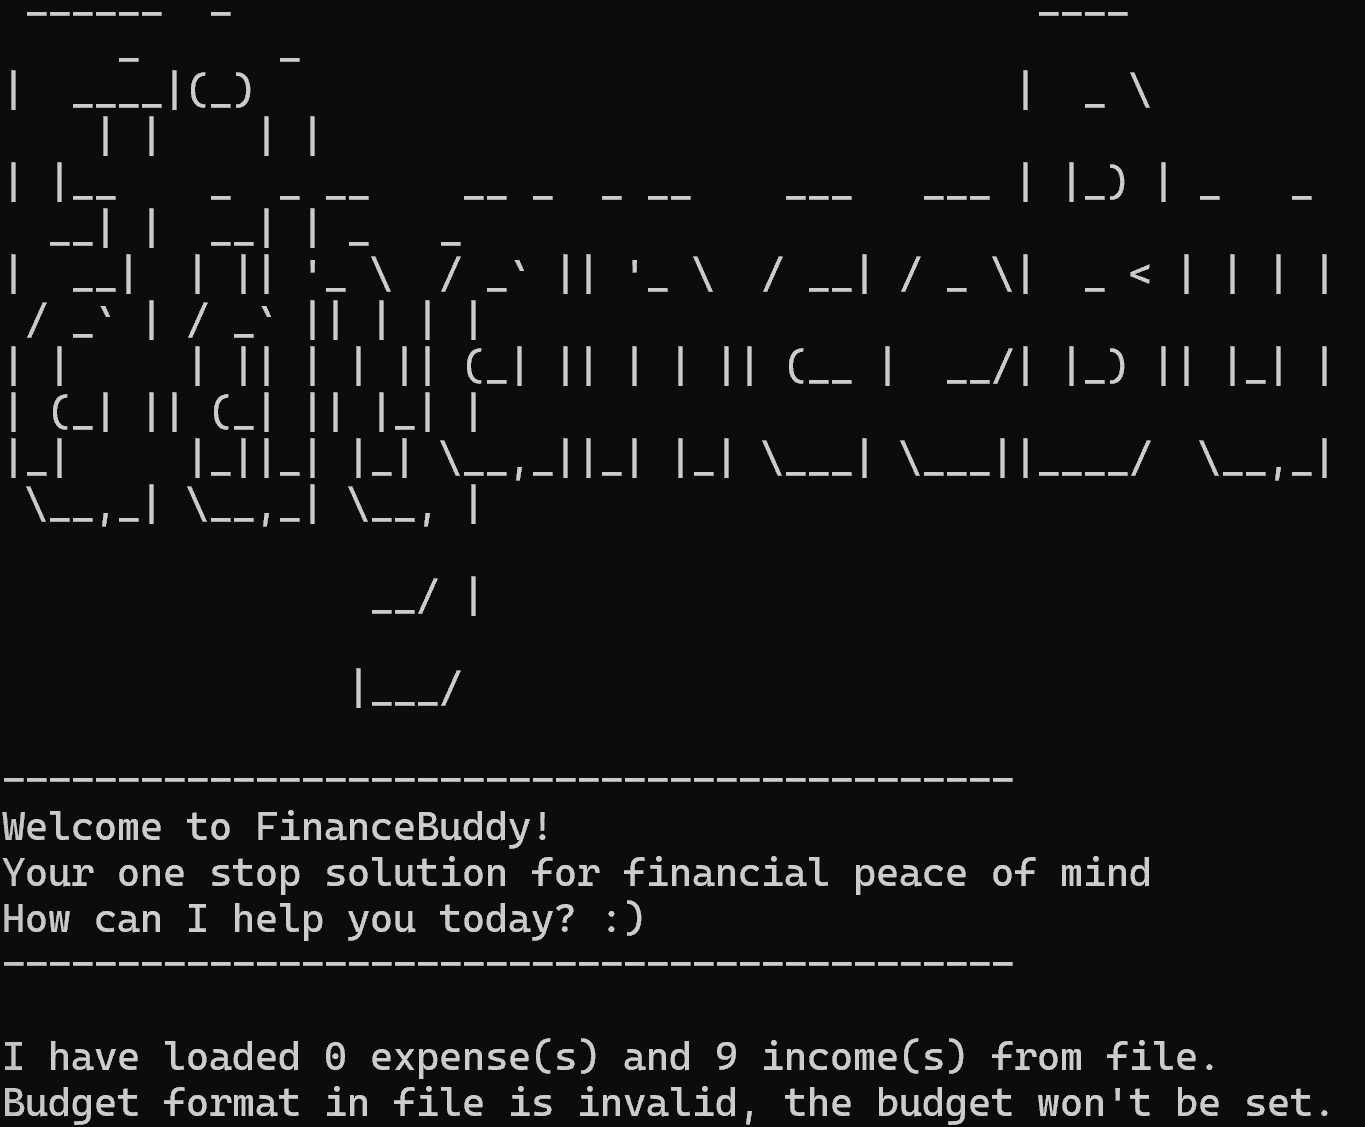 ------  -                                   ----
     _      _
|  ____|(_)                                 |  _ \
    | |    | |
| |__    _  _ __    __ _  _ __    ___   ___ | |_) | _   _
  __| |  __| | _   _
|  __|  | || '_ \  / _` || '_ \  / __| / _ \|  _ < | | | |
 / _` | / _` || | | |
| |     | || | | || (_| || | | || (__ |  __/| |_) || |_| |
| (_| || (_| || |_| |
|_|     |_||_| |_| \__,_||_| |_| \___| \___||____/  \__,_|
 \__,_| \__,_| \__, |
                __/ |
               |___/
--------------------------------------------
Welcome to FinanceBuddy!
Your one stop solution for financial peace of mind
How can I help you today? :)
--------------------------------------------
I have loaded 0 expense(s) and 9 income(s) from file.
Budget format in file is invalid, the budget won't be set.